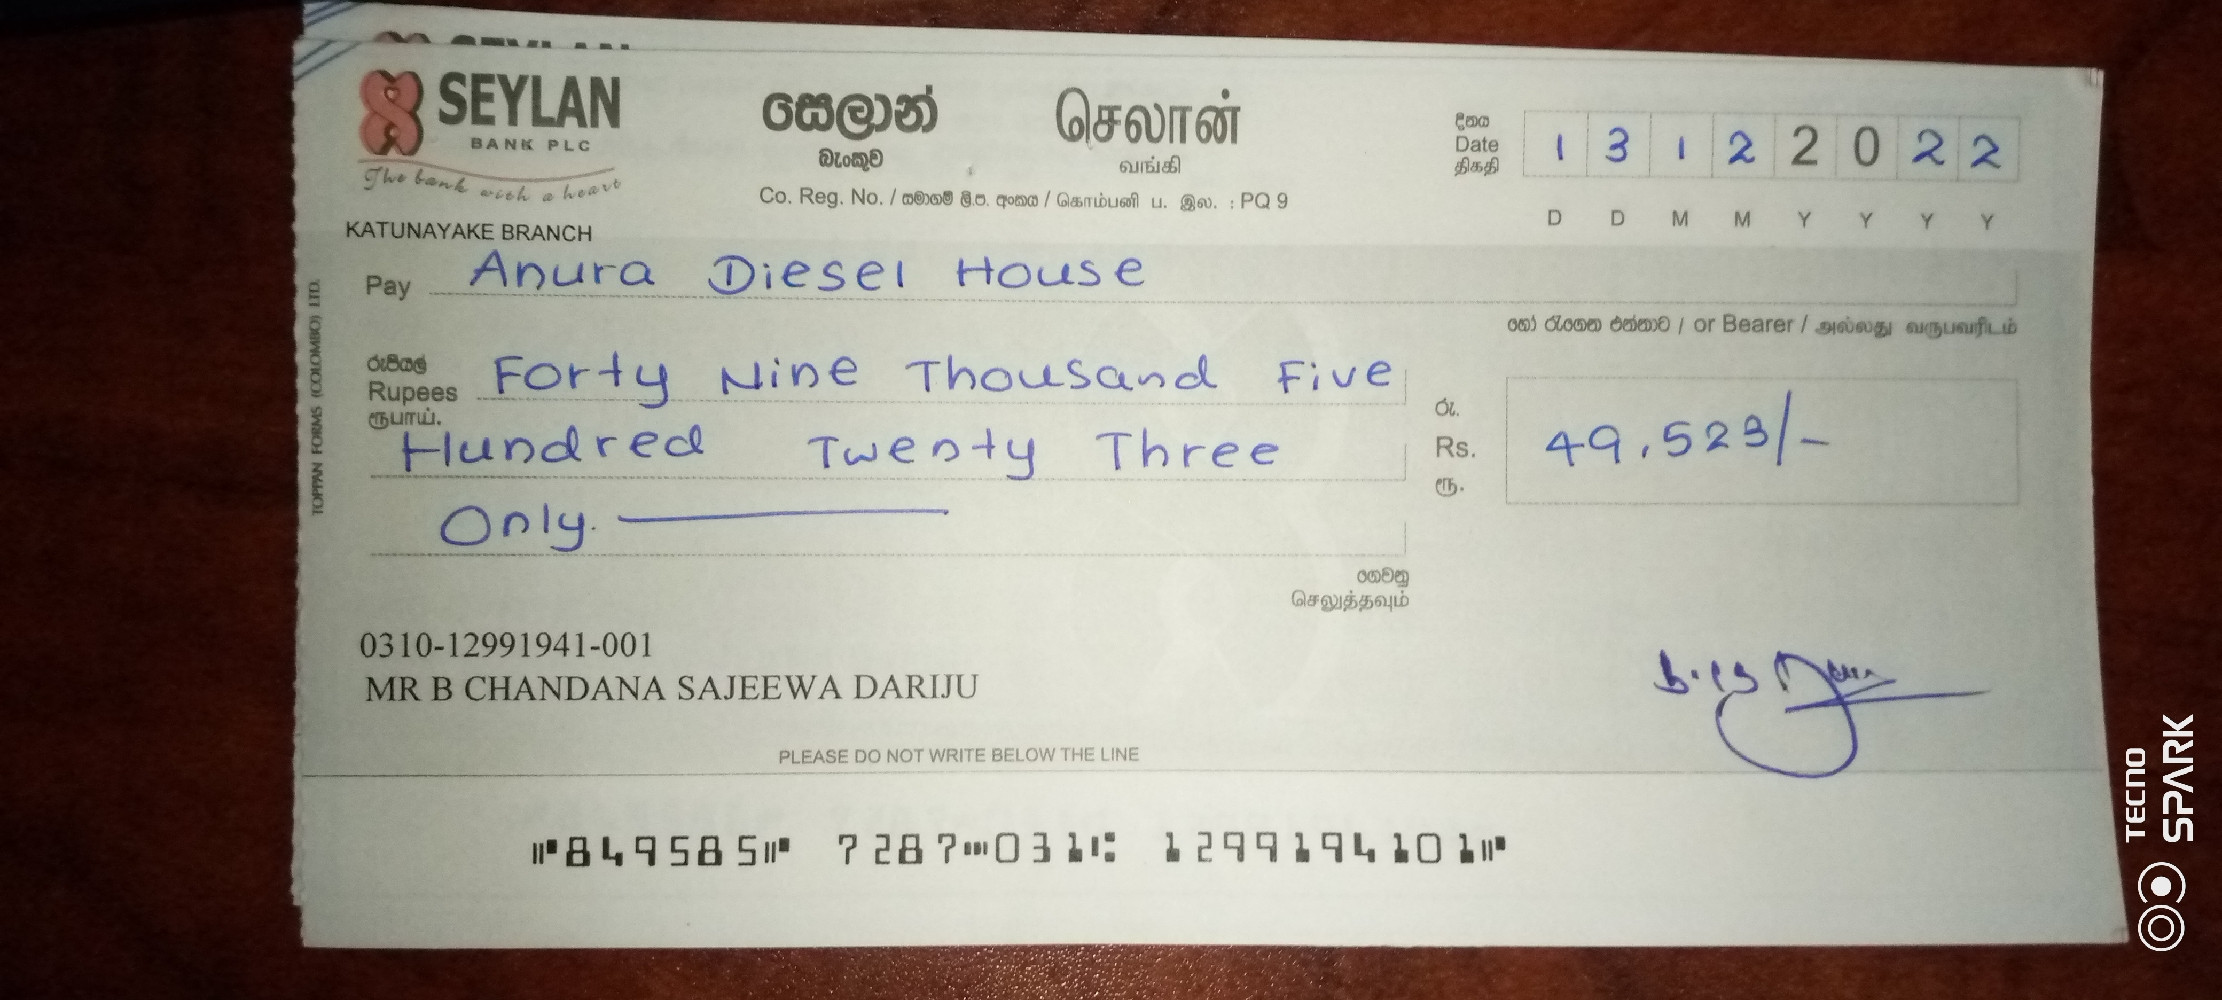 SEYLAN
SEYLAN
BANK PLC
The bank with a heart
සෙලාන්
බැංකුව
செலான்
வங்கி
Co. Reg. No. / සමාගම් ලි.ප. අංකය / கொம்பனி ப. இல. : PQ 9
දිනය
Date
திகதி
1 3 1 2 2 0 2 2
D D M M Y Y Y Y
KATUNAYAKE BRANCH
Pay Anura Diesel House
හෝ රැගෙන එන්නාට / or Bearer / அல்லது வருபவரிடம்
රුපියල්
Rupees
ரூபாய்.
Forty Nine Thousand Five
Hundred Twenty Three
Only.
රු.
Rs.
ரூ.
49,523/-
ගෙවනු
செலுத்தவும்
TOPPAN FORMS (COLOMBO) LTD.
0310-12991941-001
MR B CHANDANA SAJEEWA DARIJU
PLEASE DO NOT WRITE BELOW THE LINE
⑈849585⑈ 7287⑉031⑆ 1299194101⑈
TECNO
SPARK